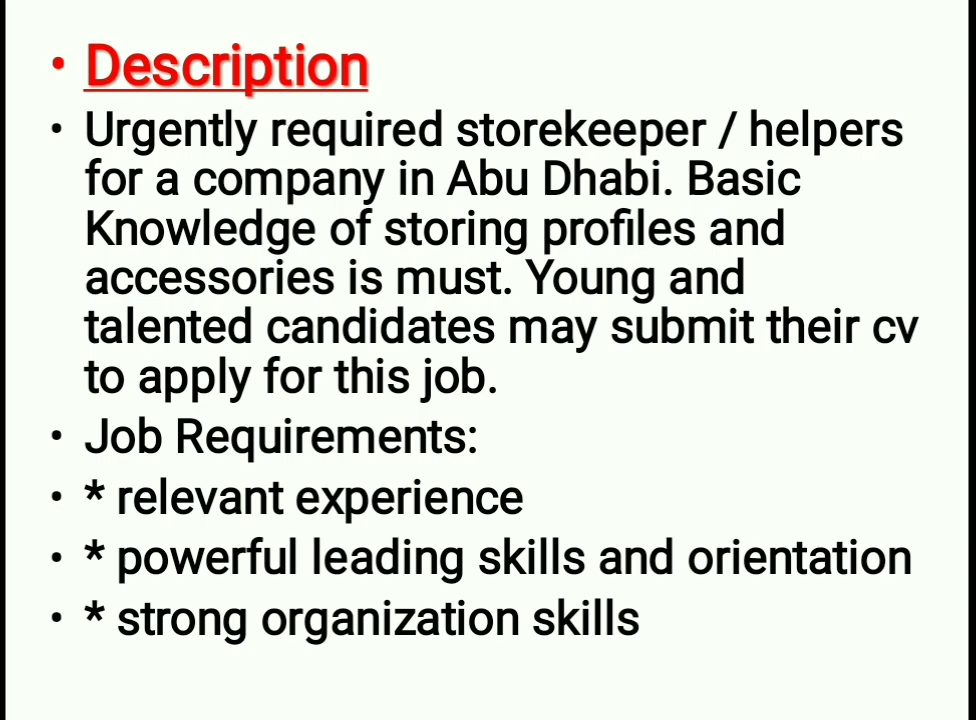 • Description
• Urgently required storekeeper / helpers
for a company in Abu Dhabi. Basic
Knowledge of storing profiles and
accessories is must. Young and
talented candidates may submit their cv
to apply for this job.
• Job Requirements:
• * relevant experience
• * powerful leading skills and orientation
• * strong organization skills